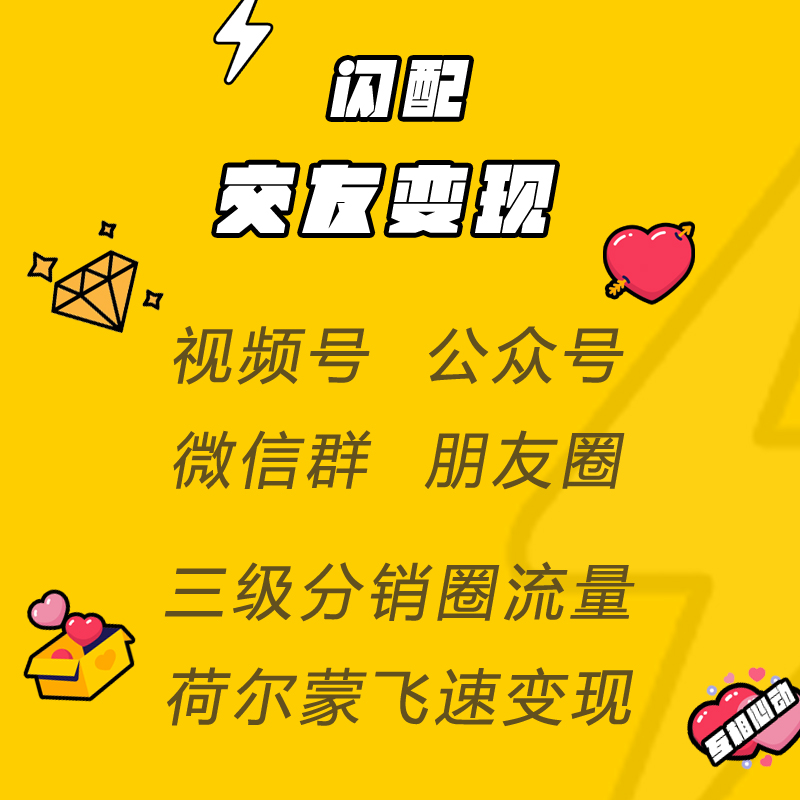 闪配
交友变现
视频号 公众号
微信群 朋友圈
三级分销圈流量
荷尔蒙飞速变现
互相心动